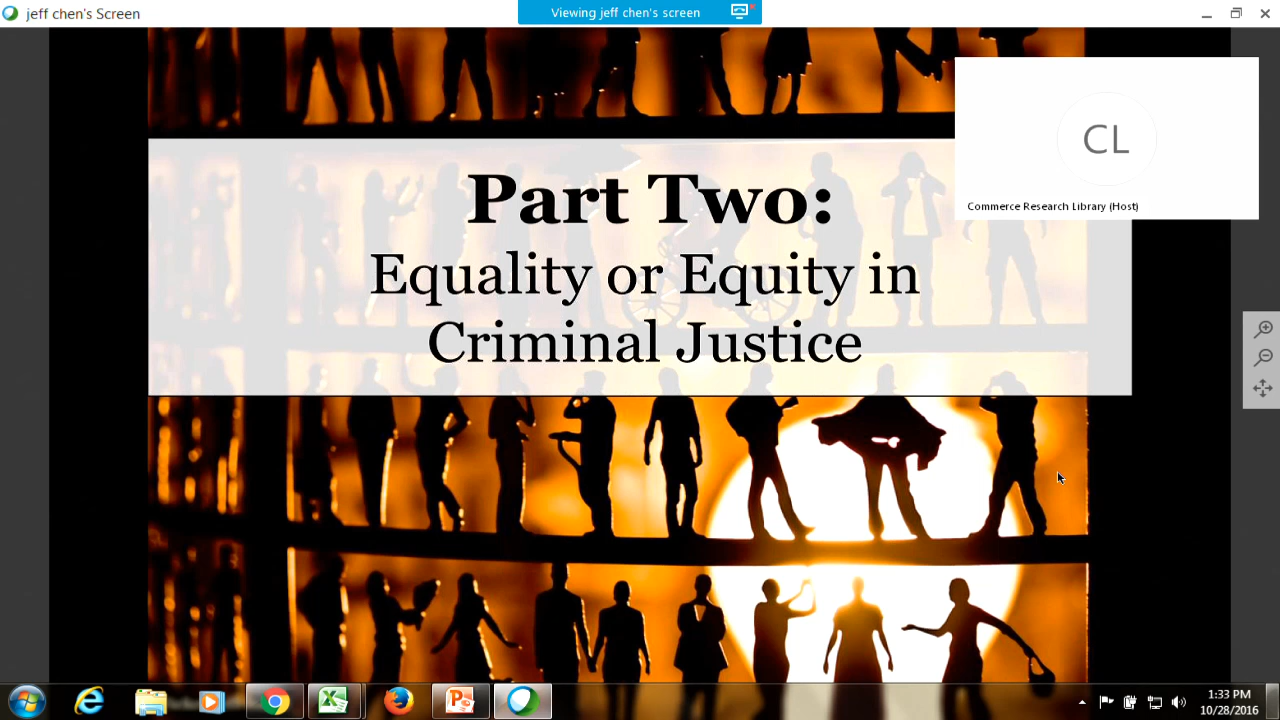 jeff chen's Screen
Viewing jeff chen's screen
CL
Commerce Research Library (Host)
Part Two:
Equality or Equity in
Criminal Justice
1:33 PM
10/28/2016